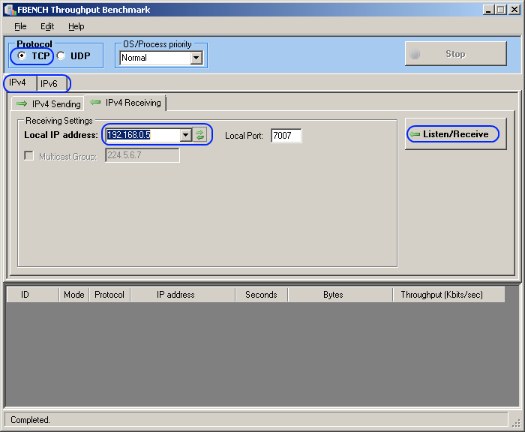 FBENCH Throughput Benchmark
File Edit Help
Protocol
TCP UDP
OS/Process priority
Normal
Stop
IPv4 IPv6
IPv4 Sending IPv4 Receiving
Receiving Settings
Local IP address: 192.168.0.5 Local Port: 7007
Listen/Receive
Multicast Group: 224.5.6.7
ID Mode Protocol IP address Seconds Bytes Throughput (Kbits/sec)
Completed.